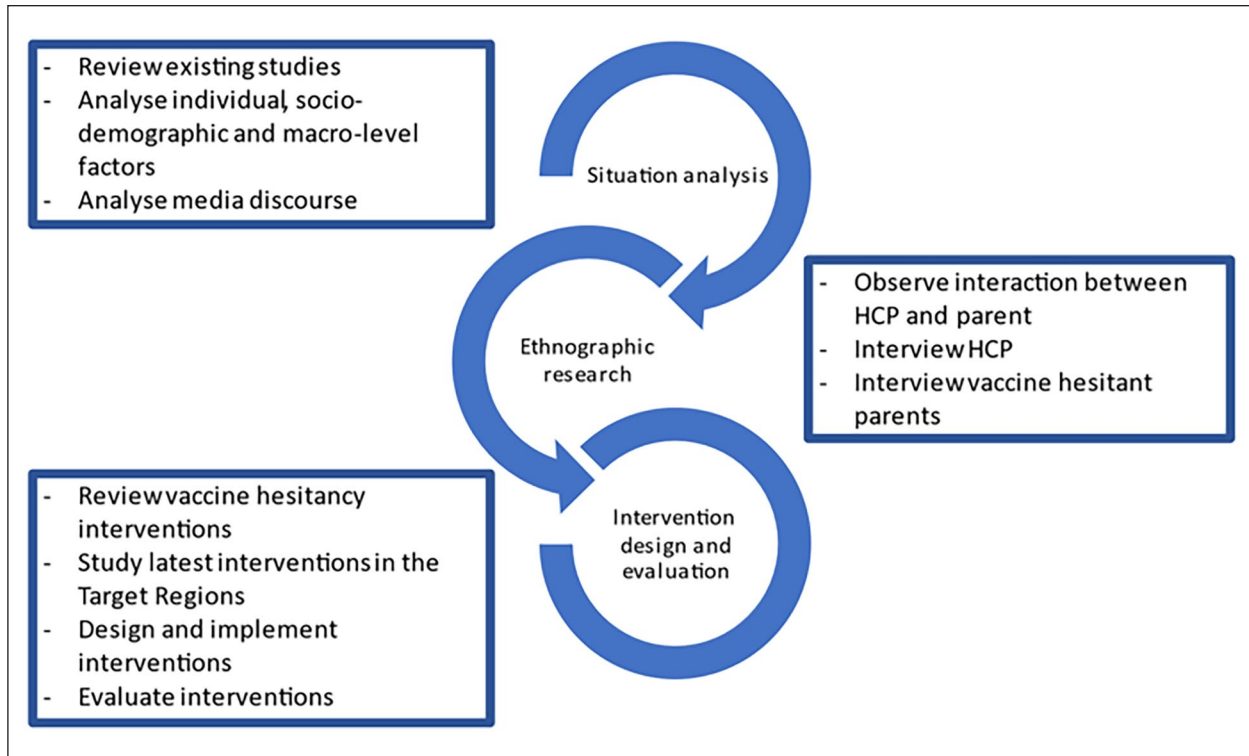 - Review existing studies
- Analyse individual, socio-
demographic and macro-level
factors
- Analyse media discourse
Situation analysis
- Observe interaction between
HCP and parent
- Interview HCP
- Interview vaccine hesitant
parents
Ethnographic
research
- Review vaccine hesitancy
interventions
- Study latest interventions in the
Target Regions
- Design and implement
interventions
- Evaluate interventions
Intervention
design and
evaluation